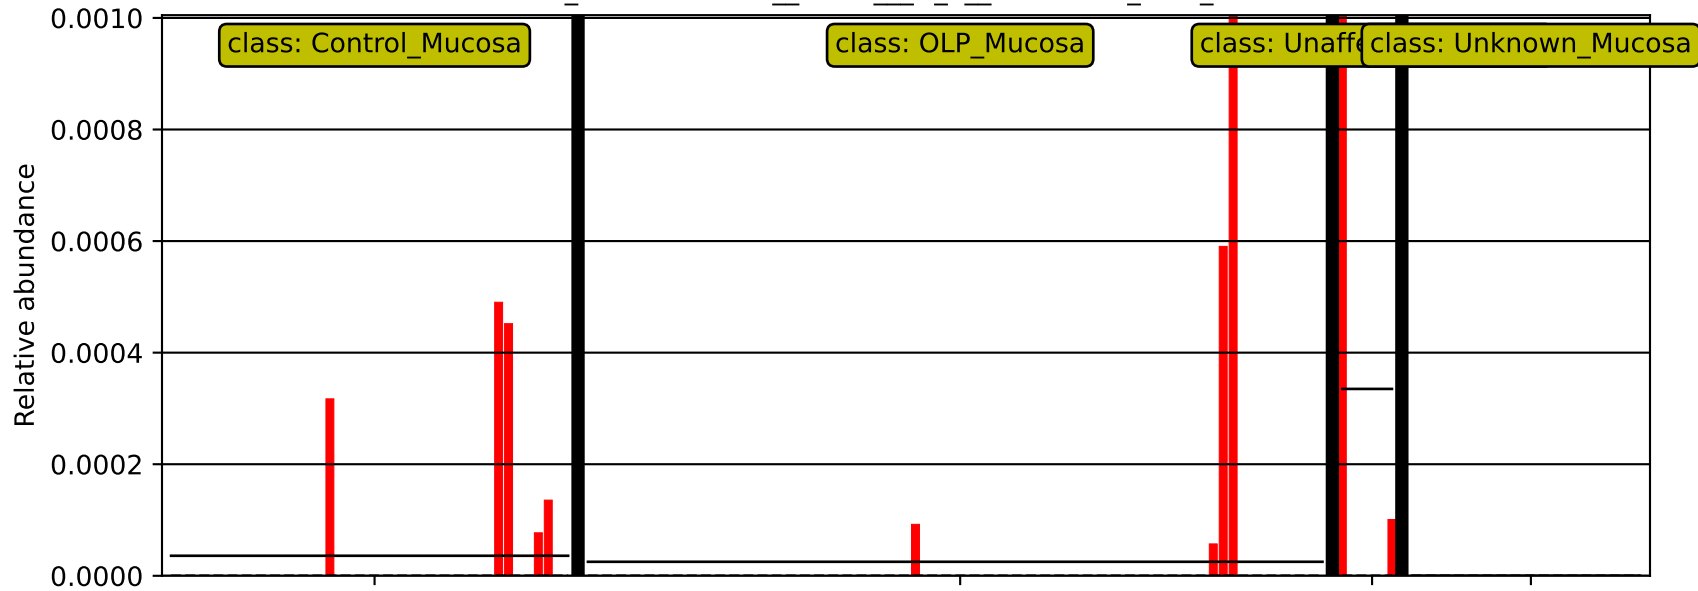 0.0010
class: Control_Mucosa
class: OLP_Mucosa
class: Unaffe
class: Unknown_Mucosa
0.0008
0.0006
0.0004
0.0002
0.0000
Relative abundance